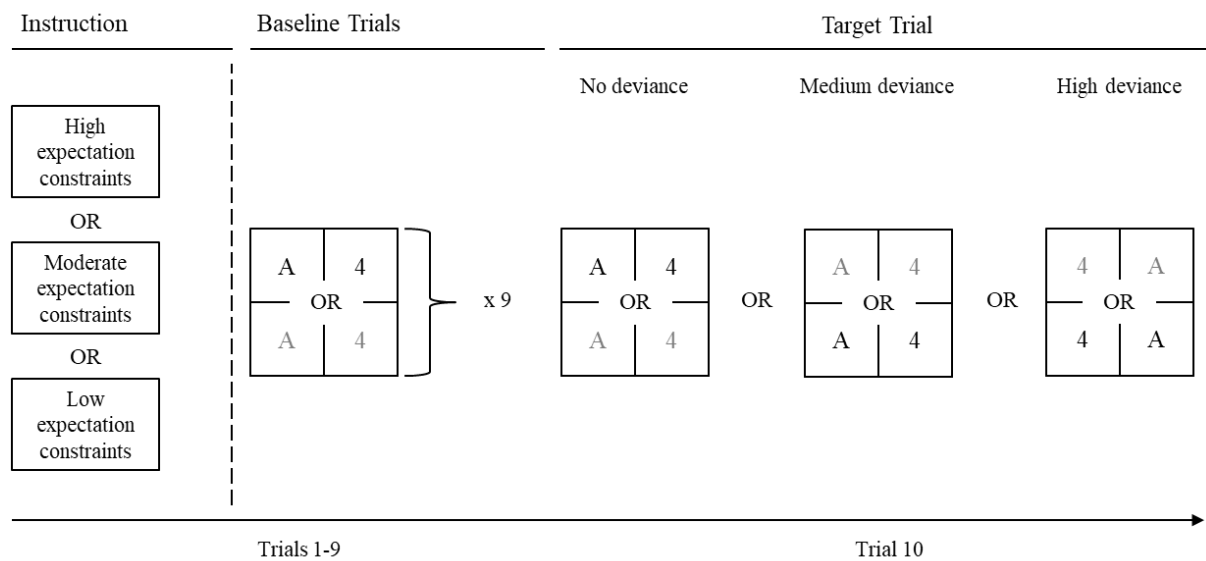 Instruction
Baseline Trials
Target Trial
No deviance
Medium deviance
High deviance
High
expectation
constraints
OR
Moderate
expectation
constraints
OR
Low
expectation
constraints
A 4
OR
A 4
x 9
A 4
OR
A 4
OR
A 4
OR
A 4
OR
4 A
OR
4 A
Trials 1-9
Trial 10